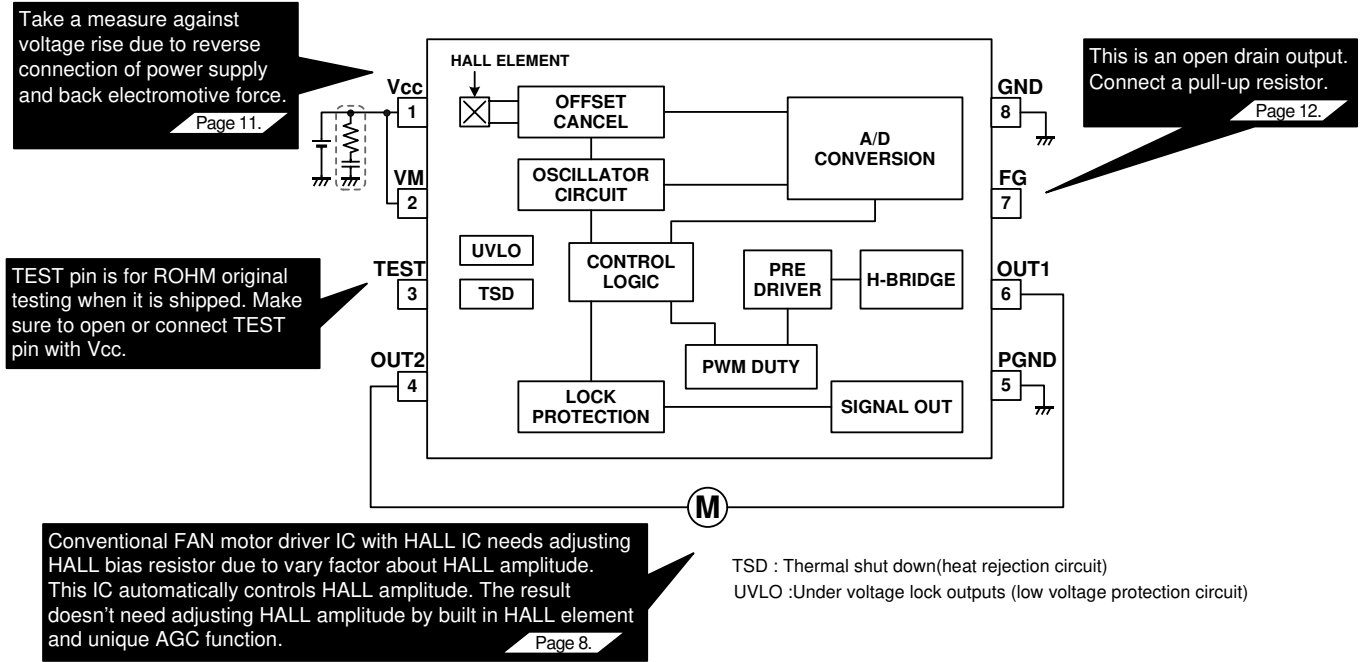 Take a measure against
voltage rise due to reverse
connection of power supply
and back electromotive force.
Page 11.
This is an open drain output.
Connect a pull-up resistor.
Page 12.
HALL ELEMENT
Vcc
1
OFFSET
CANCEL
A/D
CONVERSION
GND
8
VM
2
OSCILLATOR
CIRCUIT
FG
7
TEST pin is for ROHM original
testing when it is shipped. Make
sure to open or connect TEST
pin with Vcc.
TEST
3
UVLO
TSD
CONTROL
LOGIC
PRE
DRIVER
H-BRIDGE
OUT1
6
OUT2
4
PWM DUTY
PGND
5
LOCK
PROTECTION
SIGNAL OUT
M
Conventional FAN motor driver IC with HALL IC needs adjusting
HALL bias resistor due to vary factor about HALL amplitude.
This IC automatically controls HALL amplitude. The result
doesn't need adjusting HALL amplitude by built in HALL element
and unique AGC function.
Page 8.
TSD : Thermal shut down(heat rejection circuit)
UVLO :Under voltage lock outputs (low voltage protection circuit)